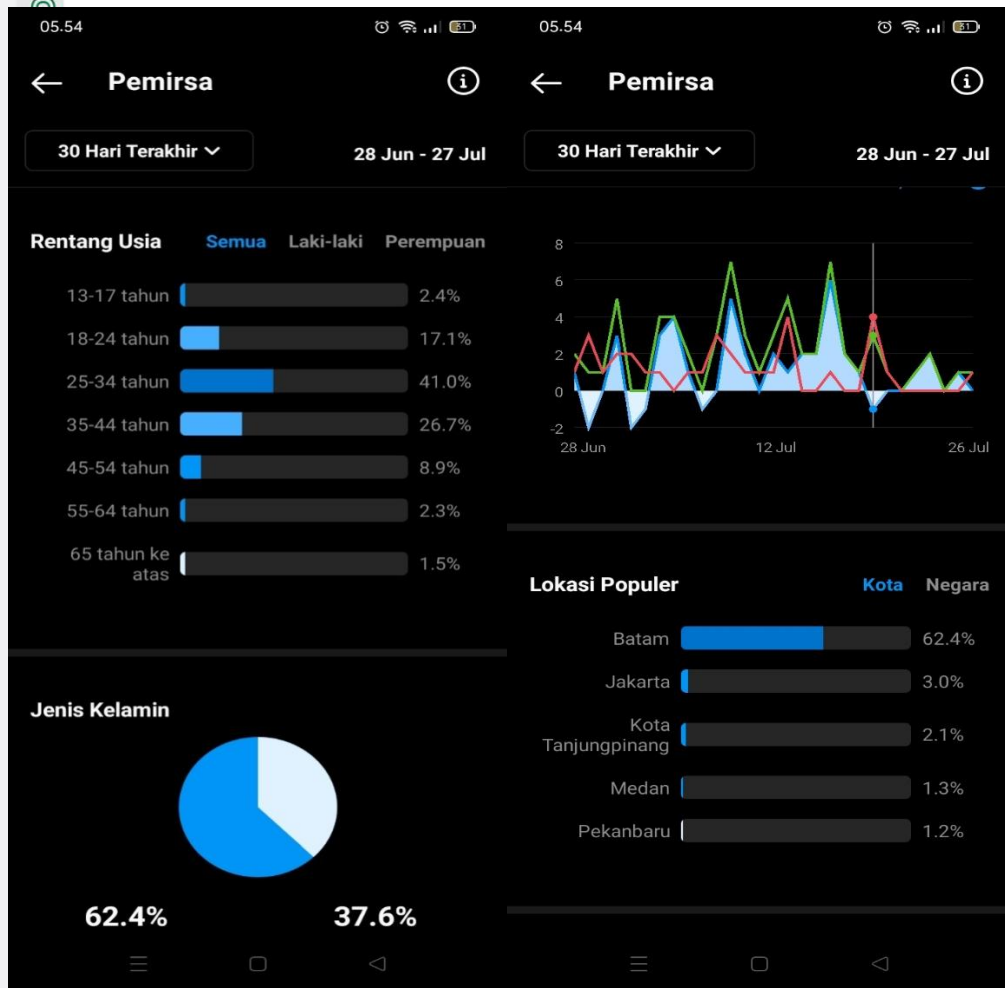 05.54
31
Pemirsa
30 Hari Terakhir
28 Jun - 27 Jul
Rentang Usia Semua Laki-laki Perempuan
13-17 tahun 2.4%
18-24 tahun 17.1%
25-34 tahun 41.0%
35-44 tahun 26.7%
45-54 tahun 8.9%
55-64 tahun 2.3%
65 tahun ke
atas 1.5%
Jenis Kelamin
62.4% 37.6%
05.54
31
Pemirsa
30 Hari Terakhir
28 Jun - 27 Jul
8
6
4
2
0
-2
28 Jun 12 Jul 26 Jul
Lokasi Populer Kota Negara
Batam 62.4%
Jakarta 3.0%
Kota
Tanjungpinang 2.1%
Medan 1.3%
Pekanbaru 1.2%